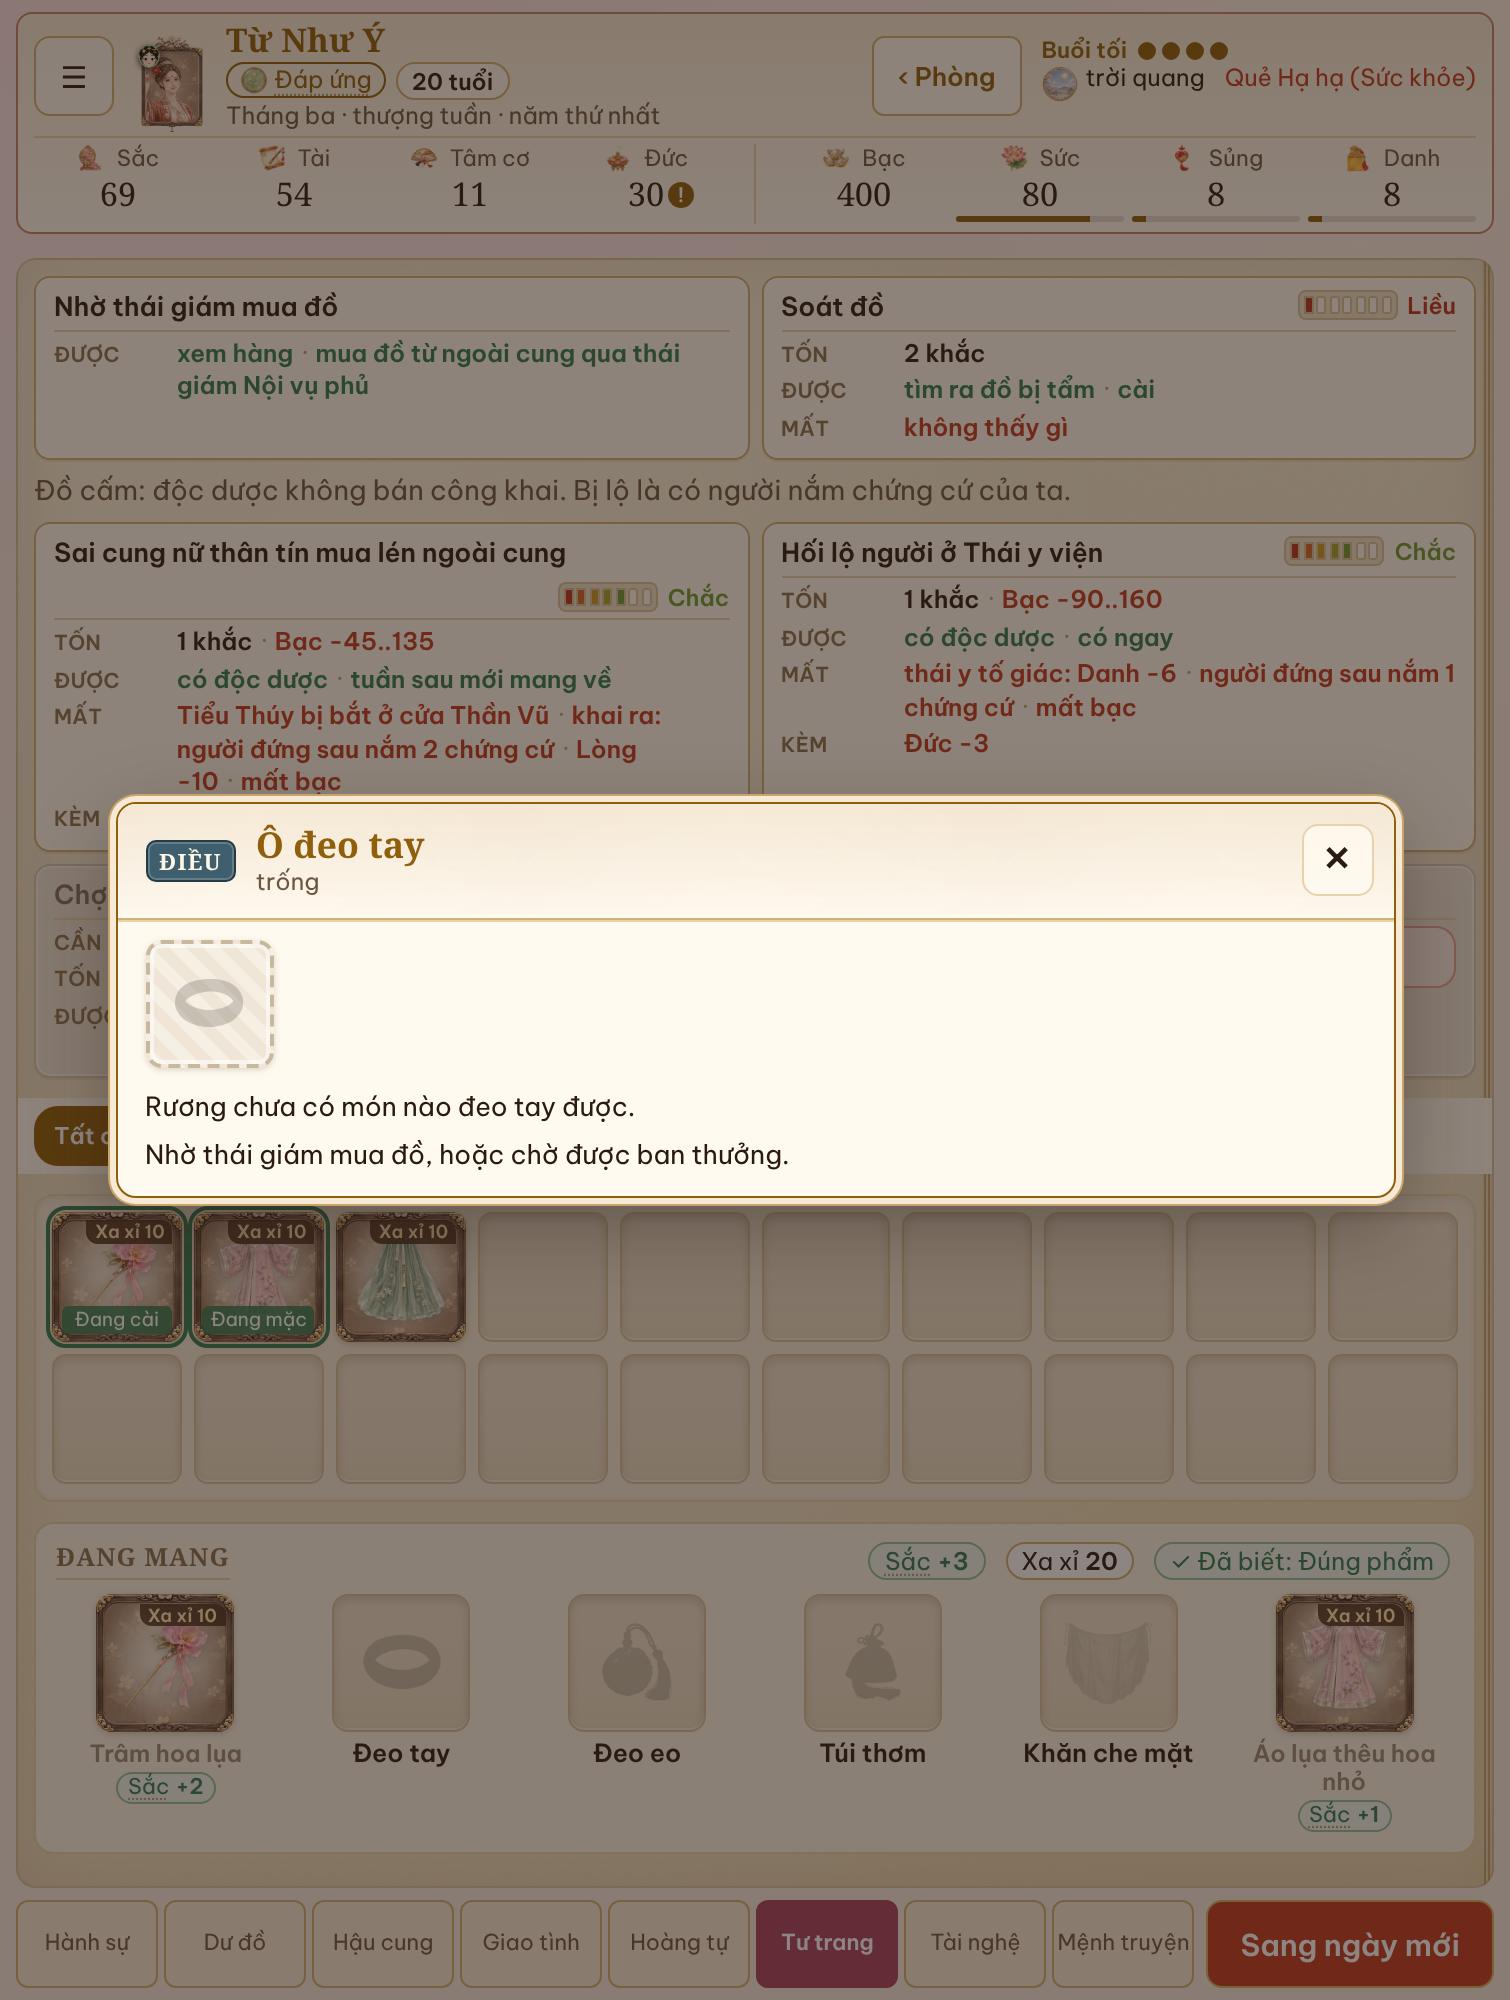 ☰
Từ Như Ý
Đáp ứng
20 tuổi
Tháng ba · thượng tuần · năm thứ nhất
‹ Phòng
Buổi tối
trời quang
Quẻ Hạ hạ (Sức khỏe)
Sắc
69
Tài
54
Tâm cơ
11
Đức
30 !
Bạc
400
Sức
80
Sủng
8
Danh
8
Nhờ thái giám mua đồ
ĐƯỢC
xem hàng · mua đồ từ ngoài cung qua thái
giám Nội vụ phủ
Soát đồ
Liều
TỐN
2 khắc
ĐƯỢC
tìm ra đồ bị tẩm · cài
MẤT
không thấy gì
Đồ cấm: độc dược không bán công khai. Bị lộ là có người nắm chứng cứ của ta.
Sai cung nữ thân tín mua lén ngoài cung
Chắc
TỐN
1 khắc · Bạc -45..135
ĐƯỢC
có độc dược · tuần sau mới mang về
MẤT
Tiểu Thúy bị bắt ở cửa Thần Vũ · khai ra:
người đứng sau nắm 2 chứng cứ · Lòng
-10 · mất bạc
KÈM
Hối lộ người ở Thái y viện
Chắc
TỐN
1 khắc · Bạc -90..160
ĐƯỢC
có độc dược · có ngay
MẤT
thái y tố giác: Danh -6 · người đứng sau nắm 1
chứng cứ · mất bạc
KÈM
Đức -3
ĐIỀU
Ô đeo tay
trống
✕
Rương chưa có món nào đeo tay được.
Nhờ thái giám mua đồ, hoặc chờ được ban thưởng.
Chợ
CẦN
TỐN
Tất
Xa xỉ 10
Đang cài
Xa xỉ 10
Đang mặc
Xa xỉ 10
ĐANG MANG
Sắc +3
Xa xỉ 20
✓ Đã biết: Đúng phẩm
Xa xỉ 10
Trâm hoa lụa
Sắc +2
Đeo tay
Đeo eo
Túi thơm
Khăn che mặt
Xa xỉ 10
Áo lụa thêu hoa
nhỏ
Sắc +1
Hành sự
Dư đồ
Hậu cung
Giao tình
Hoàng tự
Tư trang
Tài nghệ
Mệnh truyện
Sang ngày mới